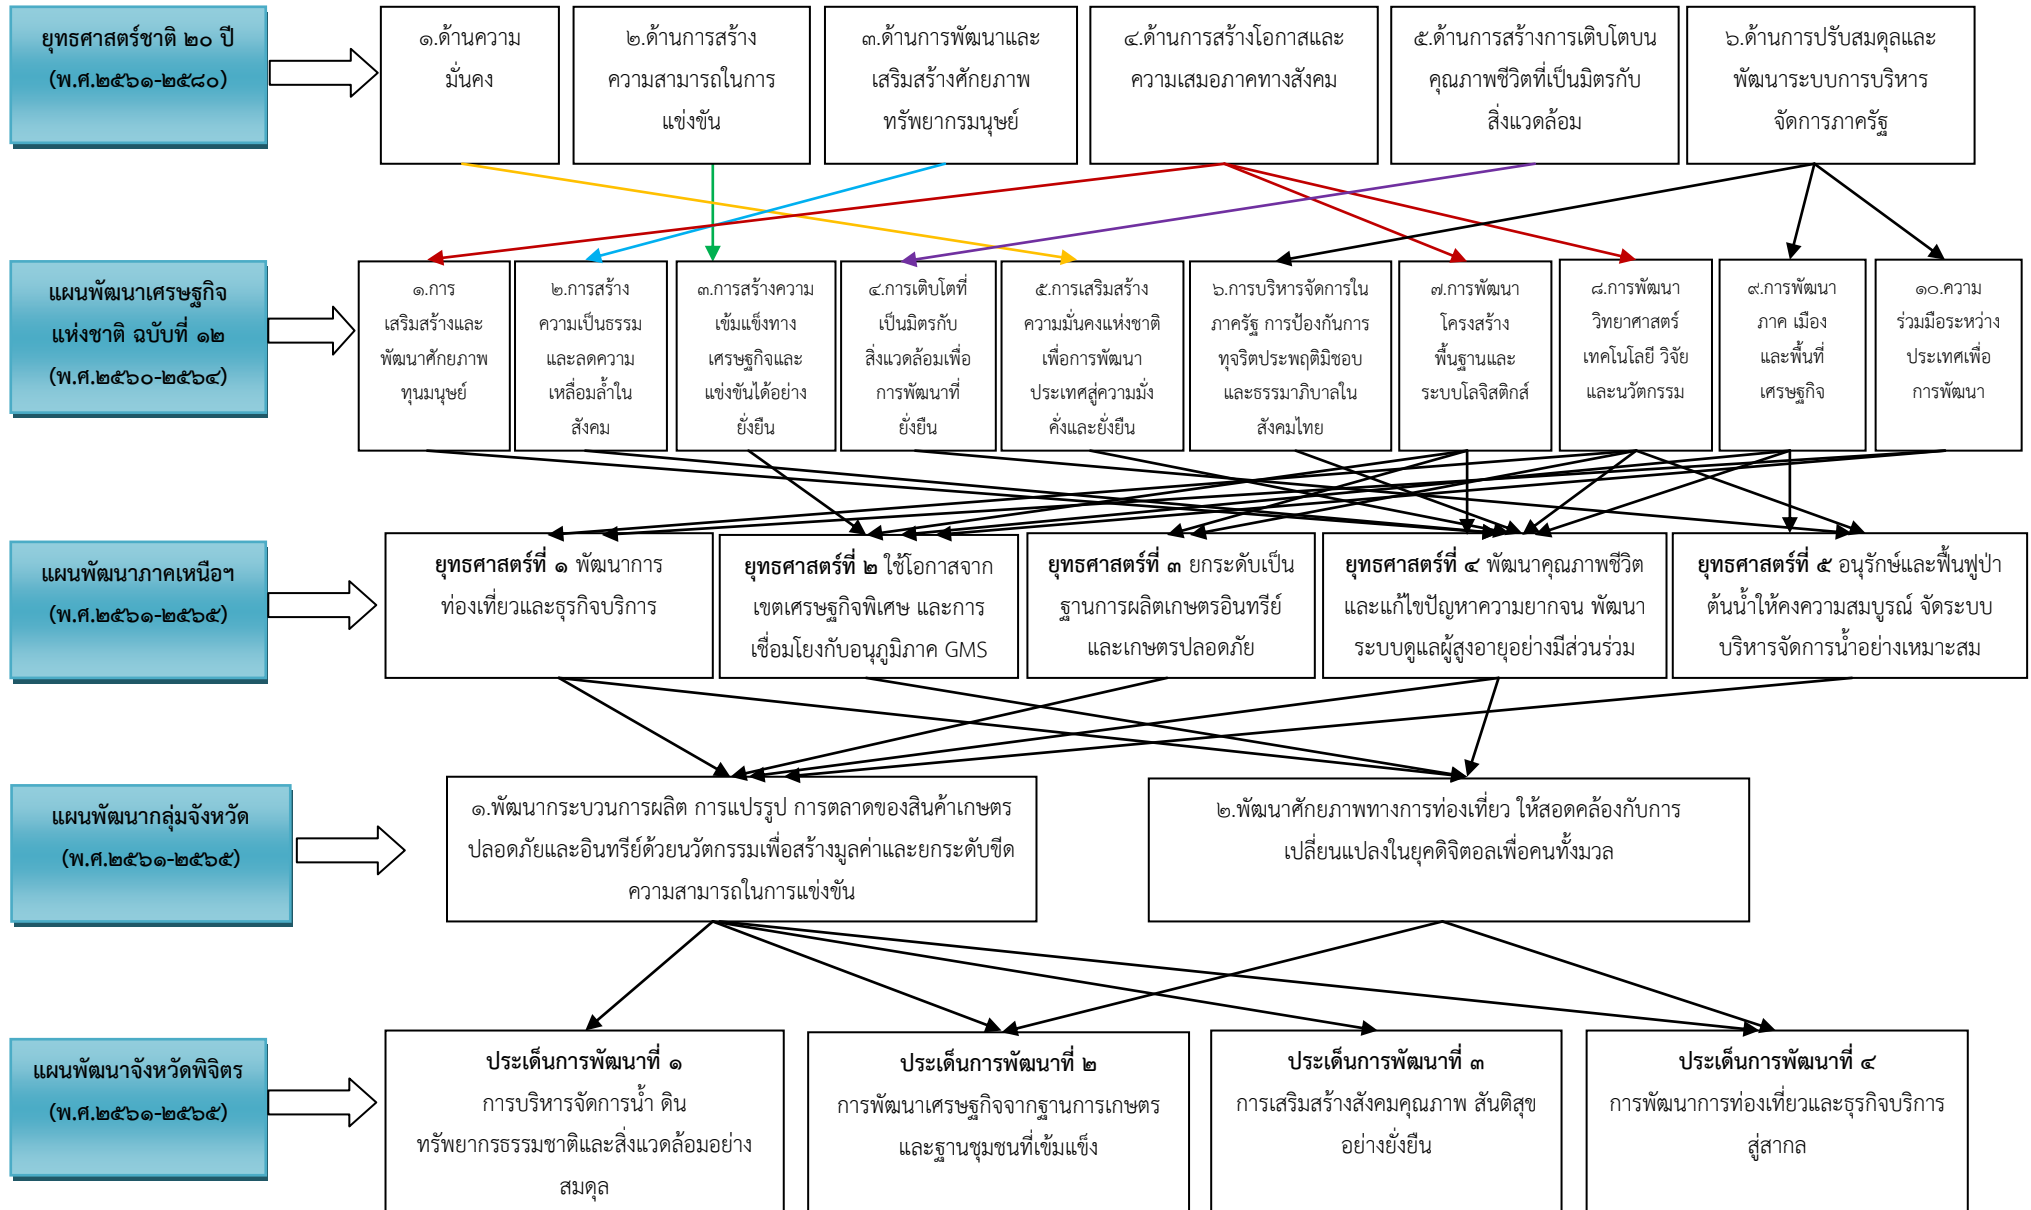 ยุทธศาสตร์ชาติ ๒๐ ปี
(พ.ศ.๒๕๖๑-๒๕๘๐)
๑.ด้านความ
มั่นคง
๒.ด้านการสร้าง
ความสามารถในการ
แข่งขัน
๓.ด้านการพัฒนาและ
เสริมสร้างศักยภาพ
ทรัพยากรมนุษย์
๔.ด้านการสร้างโอกาสและ
ความเสมอภาคทางสังคม
๕.ด้านการสร้างการเติบโตบน
คุณภาพชีวิตที่เป็นมิตรกับ
สิ่งแวดล้อม
๖.ด้านการปรับสมดุลและ
พัฒนาระบบการบริหาร
จัดการภาครัฐ
แผนพัฒนาเศรษฐกิจ
แห่งชาติ ฉบับที่ ๑๒
(พ.ศ.๒๕๖๐-๒๕๖๔)
๑.การ
เสริมสร้างและ
พัฒนาศักยภาพ
ทุนมนุษย์
๒.การสร้าง
ความเป็นธรรม
และลดความ
เหลื่อมล้ำใน
สังคม
๓.การสร้างความ
เข้มแข็งทาง
เศรษฐกิจและ
แข่งขันได้อย่าง
ยั่งยืน
๔.การเติบโตที่
เป็นมิตรกับ
สิ่งแวดล้อมเพื่อ
การพัฒนาที่
ยั่งยืน
๕.การเสริมสร้าง
ความมั่นคงแห่งชาติ
เพื่อการพัฒนา
ประเทศสู่ความมั่ง
คั่งและยั่งยืน
๖.การบริหารจัดการใน
ภาครัฐ การป้องกันการ
ทุจริตประพฤติมิชอบ
และธรรมาภิบาลใน
สังคมไทย
๗.การพัฒนา
โครงสร้าง
พื้นฐานและ
ระบบโลจิสติกส์
๘.การพัฒนา
วิทยาศาสตร์
เทคโนโลยี วิจัย
และนวัตกรรม
๙.การพัฒนา
ภาค เมือง
และพื้นที่
เศรษฐกิจ
๑๐.ความ
ร่วมมือระหว่าง
ประเทศเพื่อ
การพัฒนา
แผนพัฒนาภาคเหนือฯ
(พ.ศ.๒๕๖๑-๒๕๖๕)
ยุทธศาสตร์ที่ ๑ พัฒนาการ
ท่องเที่ยวและธุรกิจบริการ
ยุทธศาสตร์ที่ ๒ ใช้โอกาสจาก
เขตเศรษฐกิจพิเศษ และการ
เชื่อมโยงกับอนุภูมิภาค GMS
ยุทธศาสตร์ที่ ๓ ยกระดับเป็น
ฐานการผลิตเกษตรอินทรีย์
และเกษตรปลอดภัย
ยุทธศาสตร์ที่ ๔ พัฒนาคุณภาพชีวิต
และแก้ไขปัญหาความยากจน พัฒนา
ระบบดูแลผู้สูงอายุอย่างมีส่วนร่วม
ยุทธศาสตร์ที่ ๕ อนุรักษ์และฟื้นฟูป่า
ต้นน้ำให้คงความสมบูรณ์ จัดระบบ
บริหารจัดการน้ำอย่างเหมาะสม
แผนพัฒนากลุ่มจังหวัด
(พ.ศ.๒๕๖๑-๒๕๖๕)
๑.พัฒนากระบวนการผลิต การแปรรูป การตลาดของสินค้าเกษตร
ปลอดภัยและอินทรีย์ด้วยนวัตกรรมเพื่อสร้างมูลค่าและยกระดับขีด
ความสามารถในการแข่งขัน
๒.พัฒนาศักยภาพทางการท่องเที่ยว ให้สอดคล้องกับการ
เปลี่ยนแปลงในยุคดิจิตอลเพื่อคนทั้งมวล
แผนพัฒนาจังหวัดพิจิตร
(พ.ศ.๒๕๖๑-๒๕๖๕)
ประเด็นการพัฒนาที่ ๑
การบริหารจัดการน้ำ ดิน
ทรัพยากรธรรมชาติและสิ่งแวดล้อมอย่าง
สมดุล
ประเด็นการพัฒนาที่ ๒
การพัฒนาเศรษฐกิจจากฐานการเกษตร
และฐานชุมชนที่เข้มแข็ง
ประเด็นการพัฒนาที่ ๓
การเสริมสร้างสังคมคุณภาพ สันติสุข
อย่างยั่งยืน
ประเด็นการพัฒนาที่ ๔
การพัฒนาการท่องเที่ยวและธุรกิจบริการ
สู่สากล